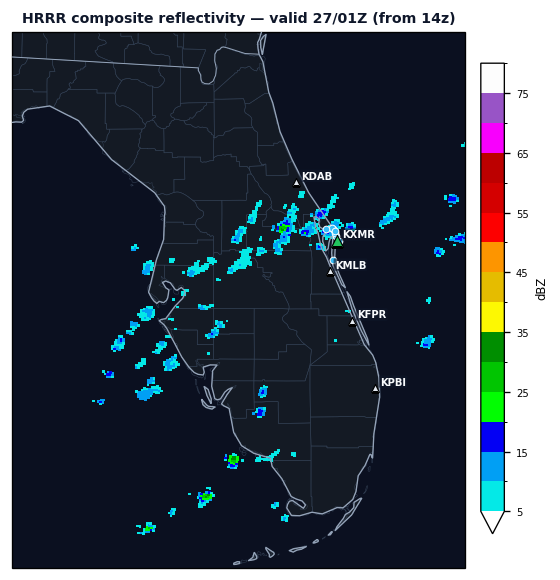 HRRR composite reflectivity — valid 27/01Z (from 14z)
KDAB
KXMR
KMLB
KFPR
KPBI
75
65
55
45
35
25
15
5
dBZ